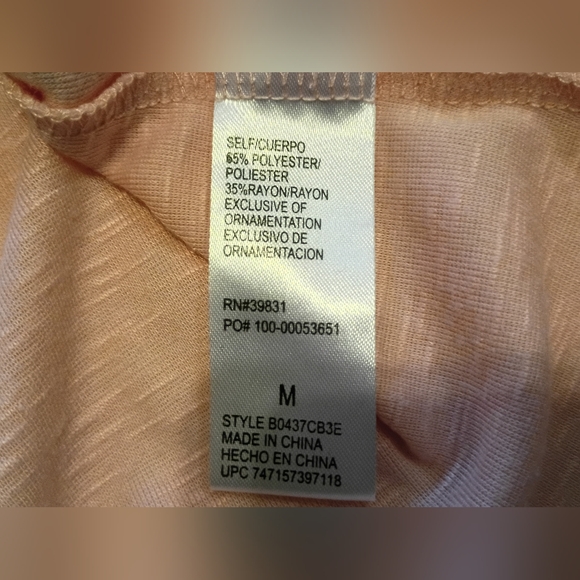 SELF/CUERPO
65% POLYESTER/
POLIESTER
35%RAYON/RAYON
EXCLUSIVE OF
ORNAMENTATION
EXCLUSIVO DE
ORNAMENTACION
RN#39831
PO# 100-00053651
M
STYLE B0437CB3E
MADE IN CHINA
HECHO EN CHINA
UPC 747157397118